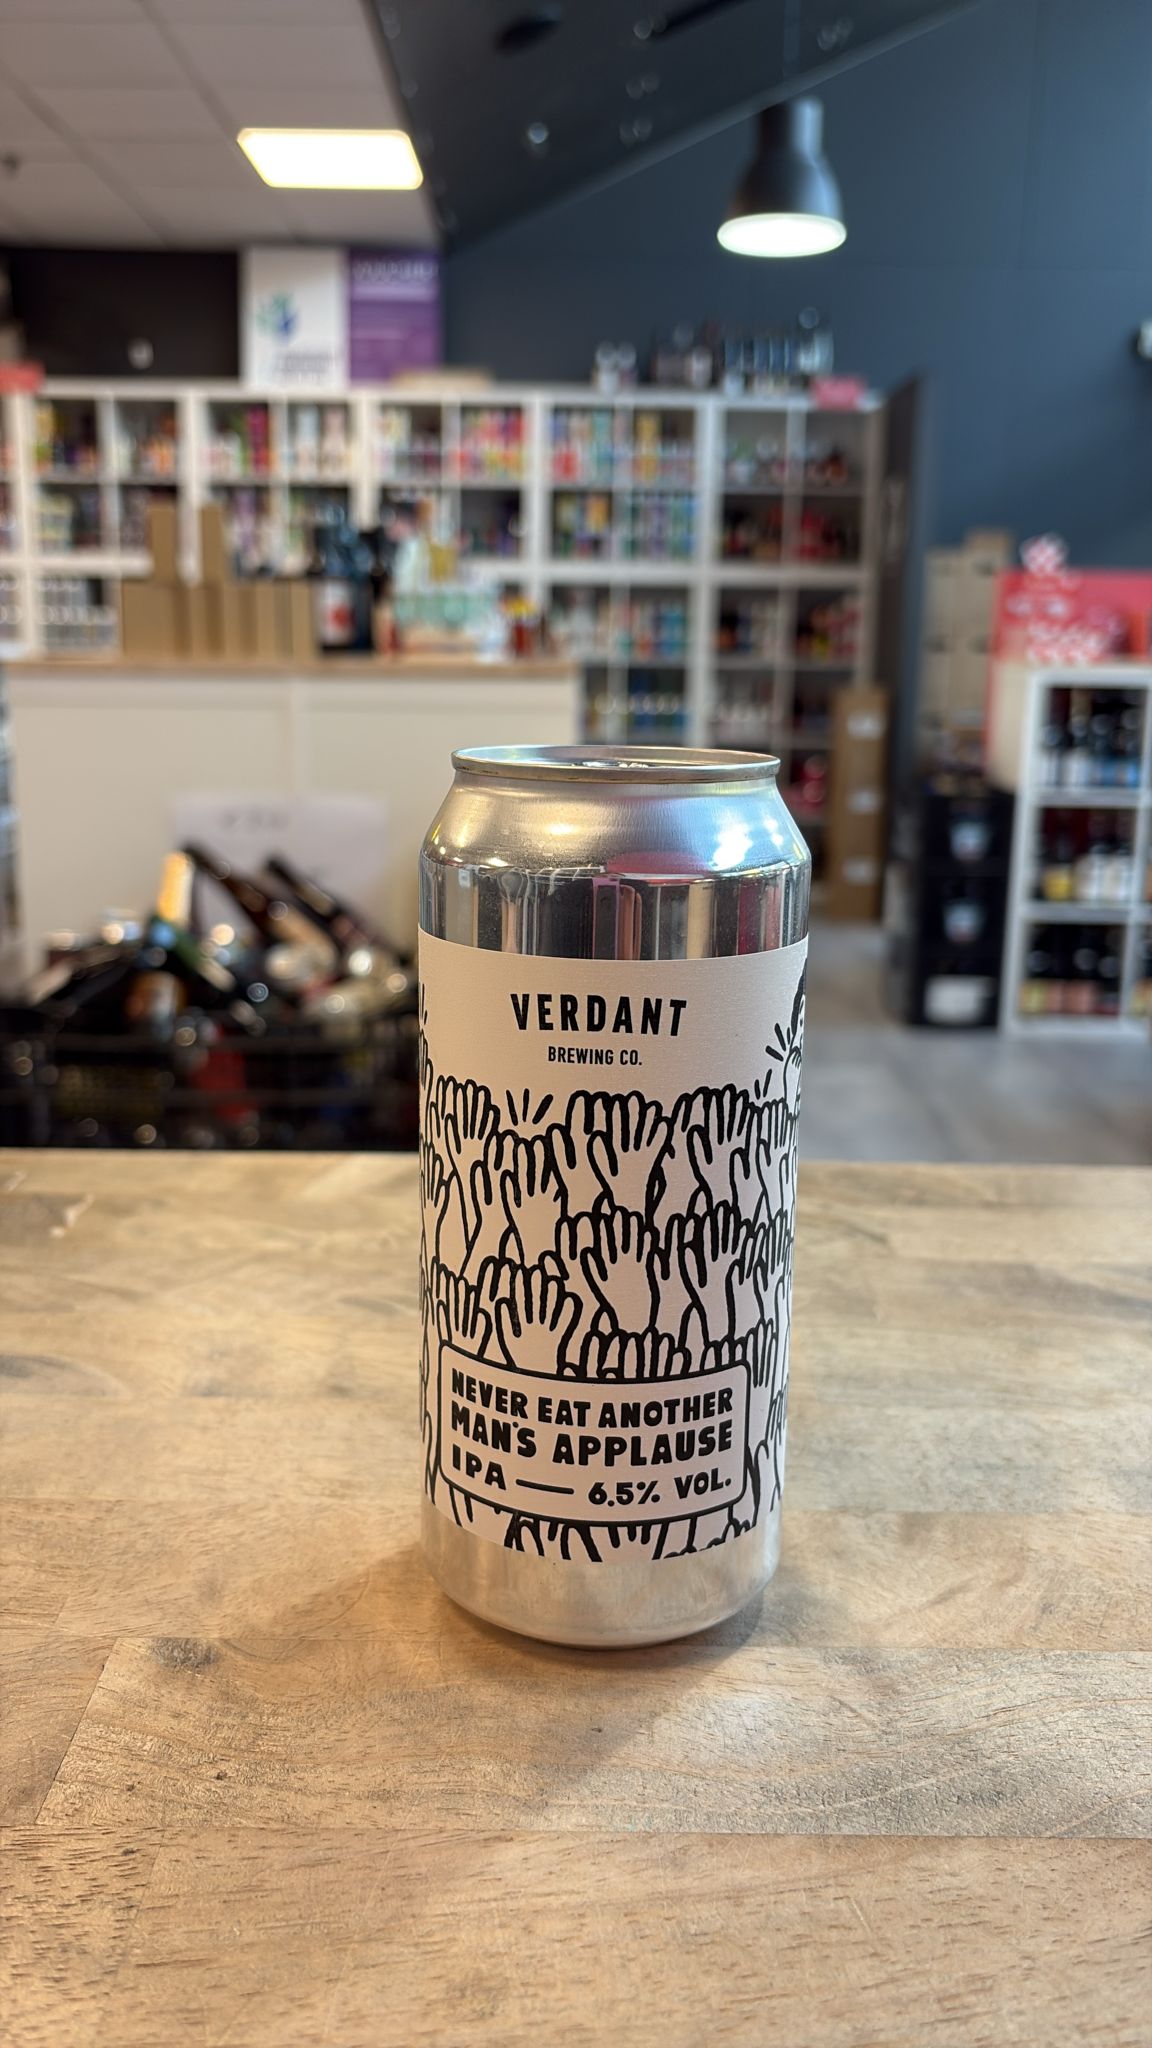 VERDANT
BREWING CO.
NEVER EAT ANOTHER
MAN'S APPLAUSE
IPA — 6.5% VOL.